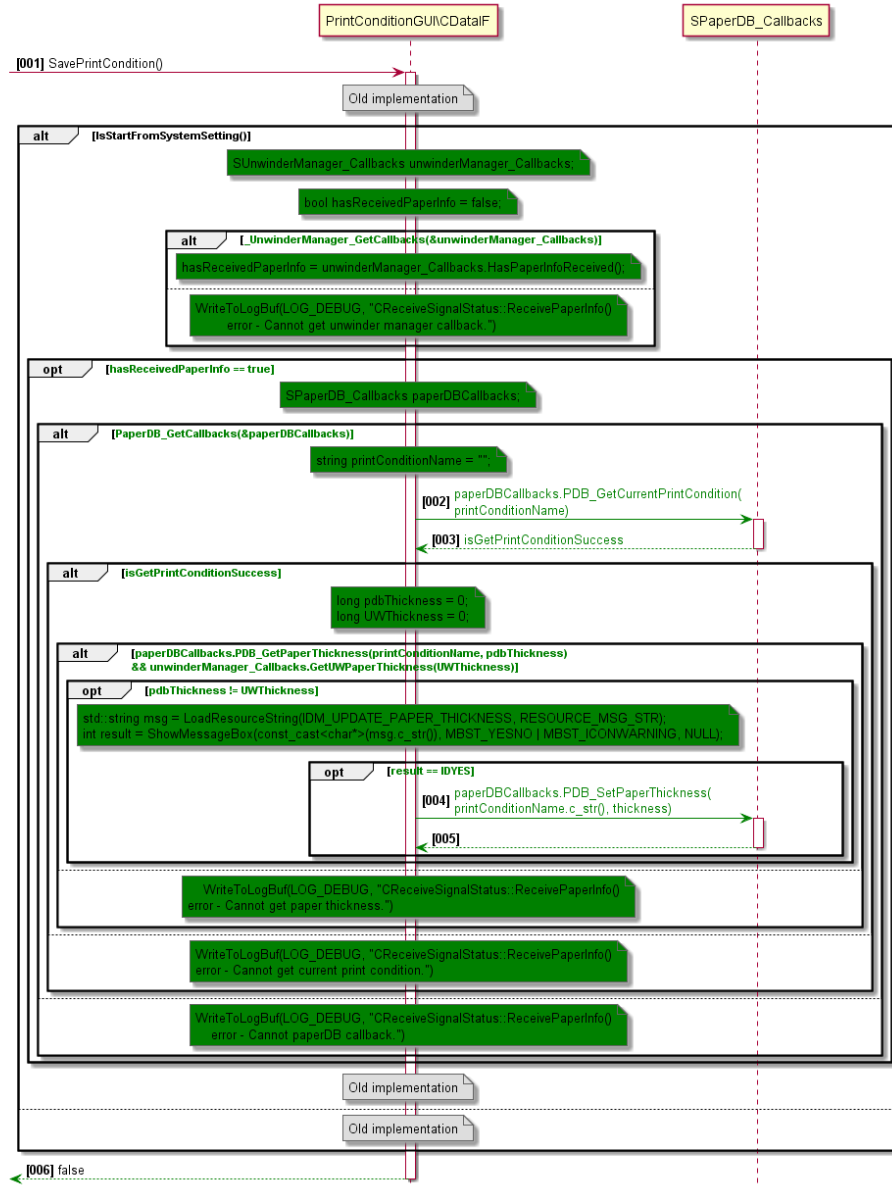 PrintConditionGUI\CDataIF
SPaperDB_Callbacks
[001] SavePrintCondition()
Old implementation
alt [IsStartFromSystemSetting()]
SUnwinderManager_Callbacks unwinderManager_Callbacks;
bool hasReceivedPaperInfo = false;
alt [_UnwinderManager_GetCallbacks(&unwinderManager_Callbacks)]
hasReceivedPaperInfo = unwinderManager_Callbacks.HasPaperInfoReceived();
WriteToLogBuf(LOG_DEBUG, "CReceiveSignalStatus::ReceivePaperInfo()
error - Cannot get unwinder manager callback.")
opt [hasReceivedPaperInfo == true]
SPaperDB_Callbacks paperDBCallbacks;
alt [PaperDB_GetCallbacks(&paperDBCallbacks)]
string printConditionName = "";
[002] paperDBCallbacks.PDB_GetCurrentPrintCondition(
printConditionName)
[003] isGetPrintConditionSuccess
alt [isGetPrintConditionSuccess]
long pdbThickness = 0;
long UWThickness = 0;
alt [paperDBCallbacks.PDB_GetPaperThickness(printConditionName, pdbThickness)
&& unwinderManager_Callbacks.GetUWPaperThickness(UWThickness)]
opt [pdbThickness != UWThickness]
std::string msg = LoadResourceString(IDM_UPDATE_PAPER_THICKNESS, RESOURCE_MSG_STR);
int result = ShowMessageBox(const_cast<char*>(msg.c_str()), MBST_YESNO | MBST_ICONWARNING, NULL);
opt [result == IDYES]
[004] paperDBCallbacks.PDB_SetPaperThickness(
printConditionName.c_str(), thickness)
[005]
WriteToLogBuf(LOG_DEBUG, "CReceiveSignalStatus::ReceivePaperInfo()
error - Cannot get paper thickness.")
WriteToLogBuf(LOG_DEBUG, "CReceiveSignalStatus::ReceivePaperInfo()
error - Cannot get current print condition.")
WriteToLogBuf(LOG_DEBUG, "CReceiveSignalStatus::ReceivePaperInfo()
error - Cannot paperDB callback.")
Old implementation
Old implementation
[006] false